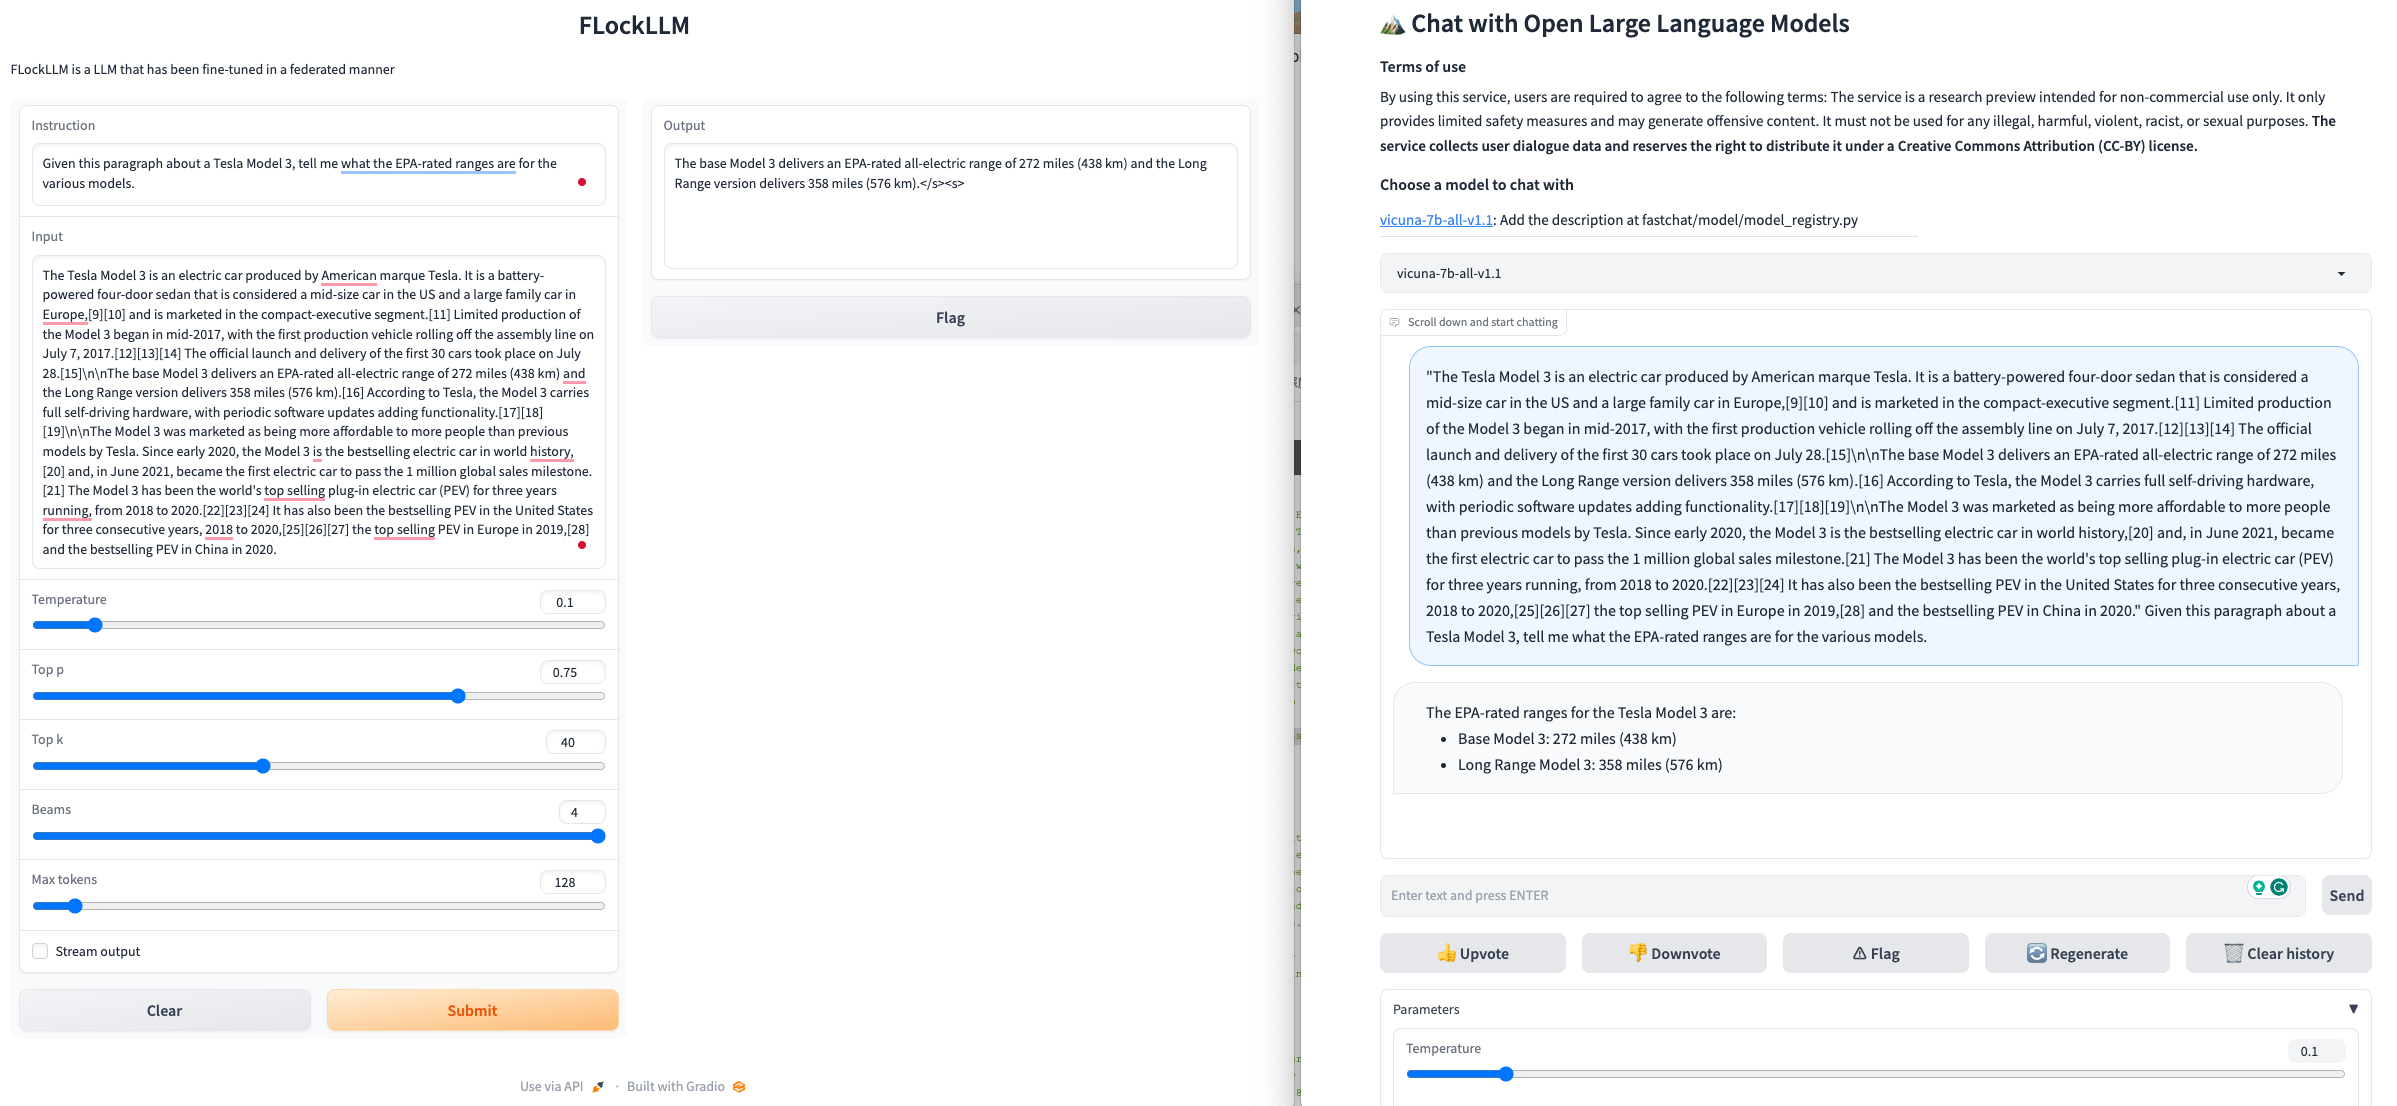 FLockLLM
FLockLLM is a LLM that has been fine-tuned in a federated manner
Instruction
Given this paragraph about a Tesla Model 3, tell me what the EPA-rated ranges are for the
various models.
Input
The Tesla Model 3 is an electric car produced by American marque Tesla. It is a battery-
powered four-door sedan that is considered a mid-size car in the US and a large family car in
Europe,[9][10] and is marketed in the compact-executive segment.[11] Limited production of
the Model 3 began in mid-2017, with the first production vehicle rolling off the assembly line on
July 7, 2017.[12][13][14] The official launch and delivery of the first 30 cars took place on July
28.[15]\n\nThe base Model 3 delivers an EPA-rated all-electric range of 272 miles (438 km) and
the Long Range version delivers 358 miles (576 km).[16] According to Tesla, the Model 3 carries
full self-driving hardware, with periodic software updates adding functionality.[17][18]
[19]\n\nThe Model 3 was marketed as being more affordable to more people than previous
models by Tesla. Since early 2020, the Model 3 is the bestselling electric car in world history,
[20] and, in June 2021, became the first electric car to pass the 1 million global sales milestone.
[21] The Model 3 has been the world's top selling plug-in electric car (PEV) for three years
running, from 2018 to 2020.[22][23][24] It has also been the bestselling PEV in the United States
for three consecutive years, 2018 to 2020,[25][26][27] the top selling PEV in Europe in 2019,[28]
and the bestselling PEV in China in 2020.
Temperature
0.1
Top p
0.75
Top k
40
Beams
4
Max tokens
128
Stream output
Clear
Submit
Output
The base Model 3 delivers an EPA-rated all-electric range of 272 miles (438 km) and the Long
Range version delivers 358 miles (576 km).</s><s>
Flag
Use via API · Built with Gradio
Chat with Open Large Language Models
Terms of use
By using this service, users are required to agree to the following terms: The service is a research preview intended for non-commercial use only. It only
provides limited safety measures and may generate offensive content. It must not be used for any illegal, harmful, violent, racist, or sexual purposes. The
service collects user dialogue data and reserves the right to distribute it under a Creative Commons Attribution (CC-BY) license.
Choose a model to chat with
vicuna-7b-all-v1.1: Add the description at fastchat/model/model_registry.py
vicuna-7b-all-v1.1
Scroll down and start chatting
"The Tesla Model 3 is an electric car produced by American marque Tesla. It is a battery-powered four-door sedan that is considered a
mid-size car in the US and a large family car in Europe,[9][10] and is marketed in the compact-executive segment.[11] Limited production
of the Model 3 began in mid-2017, with the first production vehicle rolling off the assembly line on July 7, 2017.[12][13][14] The official
launch and delivery of the first 30 cars took place on July 28.[15]\n\nThe base Model 3 delivers an EPA-rated all-electric range of 272 miles
(438 km) and the Long Range version delivers 358 miles (576 km).[16] According to Tesla, the Model 3 carries full self-driving hardware,
with periodic software updates adding functionality.[17][18][19]\n\nThe Model 3 was marketed as being more affordable to more people
than previous models by Tesla. Since early 2020, the Model 3 is the bestselling electric car in world history,[20] and, in June 2021, became
the first electric car to pass the 1 million global sales milestone.[21] The Model 3 has been the world's top selling plug-in electric car (PEV)
for three years running, from 2018 to 2020.[22][23][24] It has also been the bestselling PEV in the United States for three consecutive years,
2018 to 2020,[25][26][27] the top selling PEV in Europe in 2019,[28] and the bestselling PEV in China in 2020." Given this paragraph about a
Tesla Model 3, tell me what the EPA-rated ranges are for the various models.
The EPA-rated ranges for the Tesla Model 3 are:
• Base Model 3: 272 miles (438 km)
• Long Range Model 3: 358 miles (576 km)
Enter text and press ENTER
Send
Upvote
Downvote
Flag
Regenerate
Clear history
Parameters
Temperature
0.1